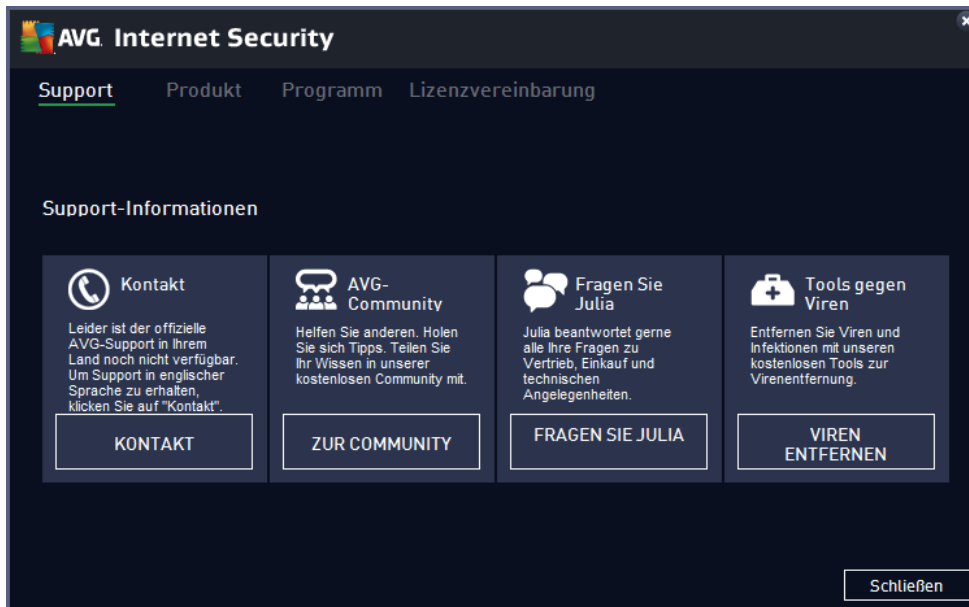 AVG Internet Security
Support Produkt Programm Lizenzvereinbarung
Support-Informationen
Kontakt
Leider ist der offizielle
AVG-Support in Ihrem
Land noch nicht verfügbar.
Um Support in englischer
Sprache zu erhalten,
klicken Sie auf "Kontakt".
KONTAKT
AVG-
Community
Helfen Sie anderen. Holen
Sie sich Tipps. Teilen Sie
Ihr Wissen in unserer
kostenlosen Community mit.
ZUR COMMUNITY
Fragen Sie
Julia
Julia beantwortet gerne
alle Ihre Fragen zu
Vertrieb, Einkauf und
technischen
Angelegenheiten.
FRAGEN SIE JULIA
Tools gegen
Viren
Entfernen Sie Viren und
Infektionen mit unseren
kostenlosen Tools zur
Virenentfernung.
VIREN
ENTFERNEN
Schließen